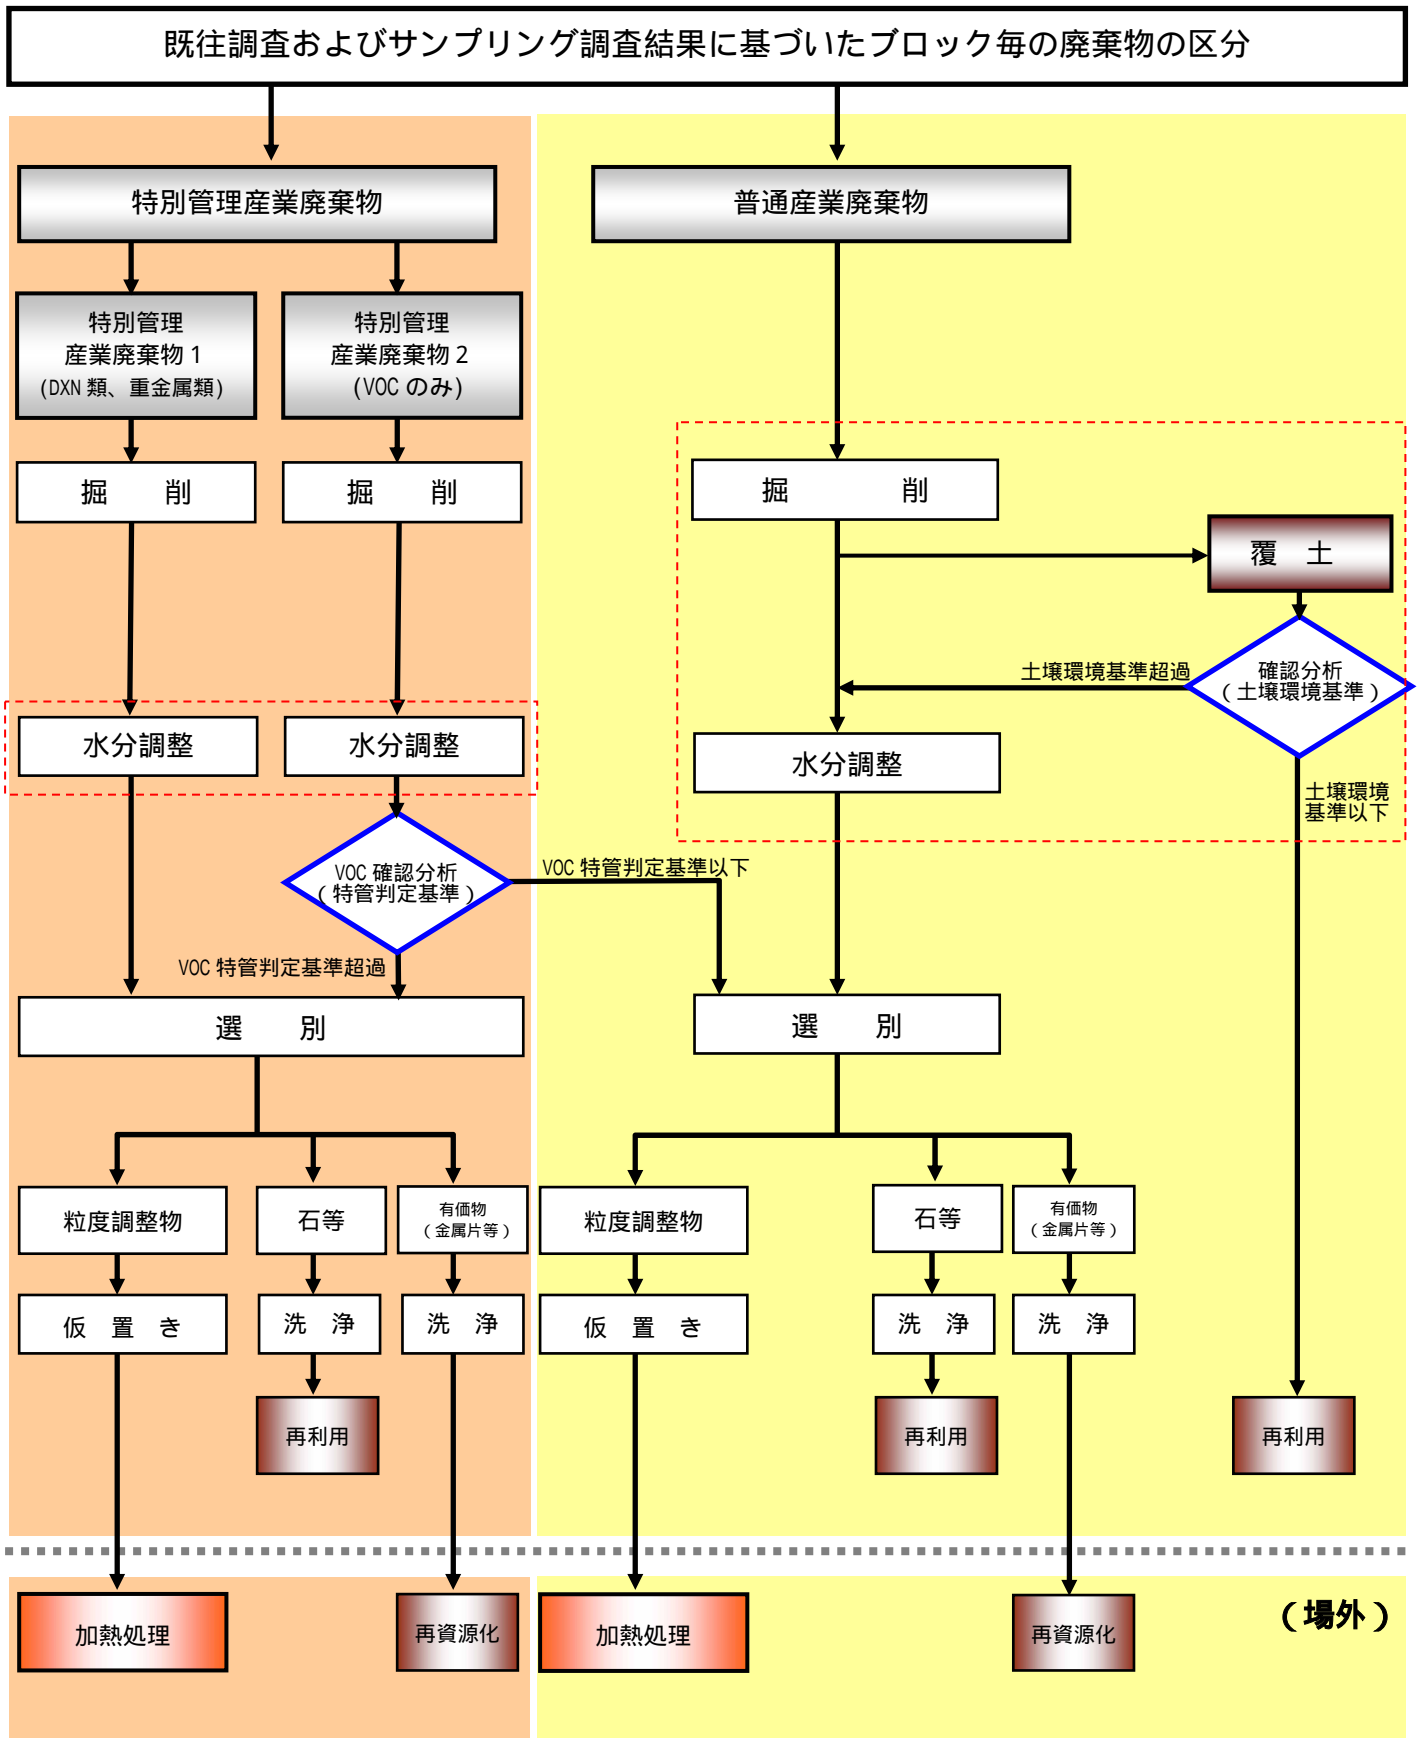 既往調査およびサンプリング調査結果に基づいたブロック毎の廃棄物の区分
特別管理産業廃棄物
普通産業廃棄物
特別管理
産業廃棄物1
(DXN 類、重金属類)
特別管理
産業廃棄物2
(VOC のみ)
掘　　削
掘　　削
掘　　　　削
覆　土
確認分析
（土壌環境基準）
土壌環境基準超過
水分調整
水分調整
水分調整
土壌環境
基準以下
VOC 確認分析
（特管判定基準）
VOC 特管判定基準以下
VOC 特管判定基準超過
選　　別
選　　別
粒度調整物
石等
有価物
（金属片等）
粒度調整物
石等
有価物
（金属片等）
仮　置　き
洗　浄
洗　浄
仮　置　き
洗　浄
洗　浄
再利用
再利用
再利用
加熱処理
再資源化
加熱処理
再資源化
（場外）